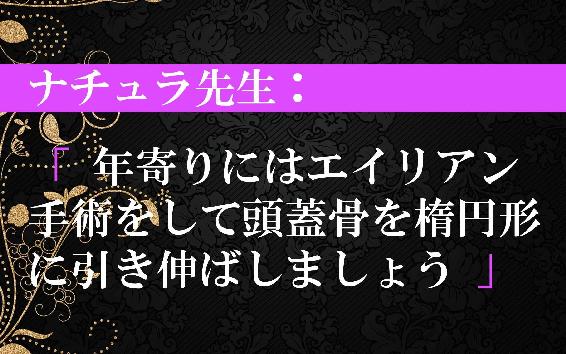 ナチュラ先生：
「 年寄りにはエイリアン
手術をして頭蓋骨を楕円形
に引き伸ばしましょう 」